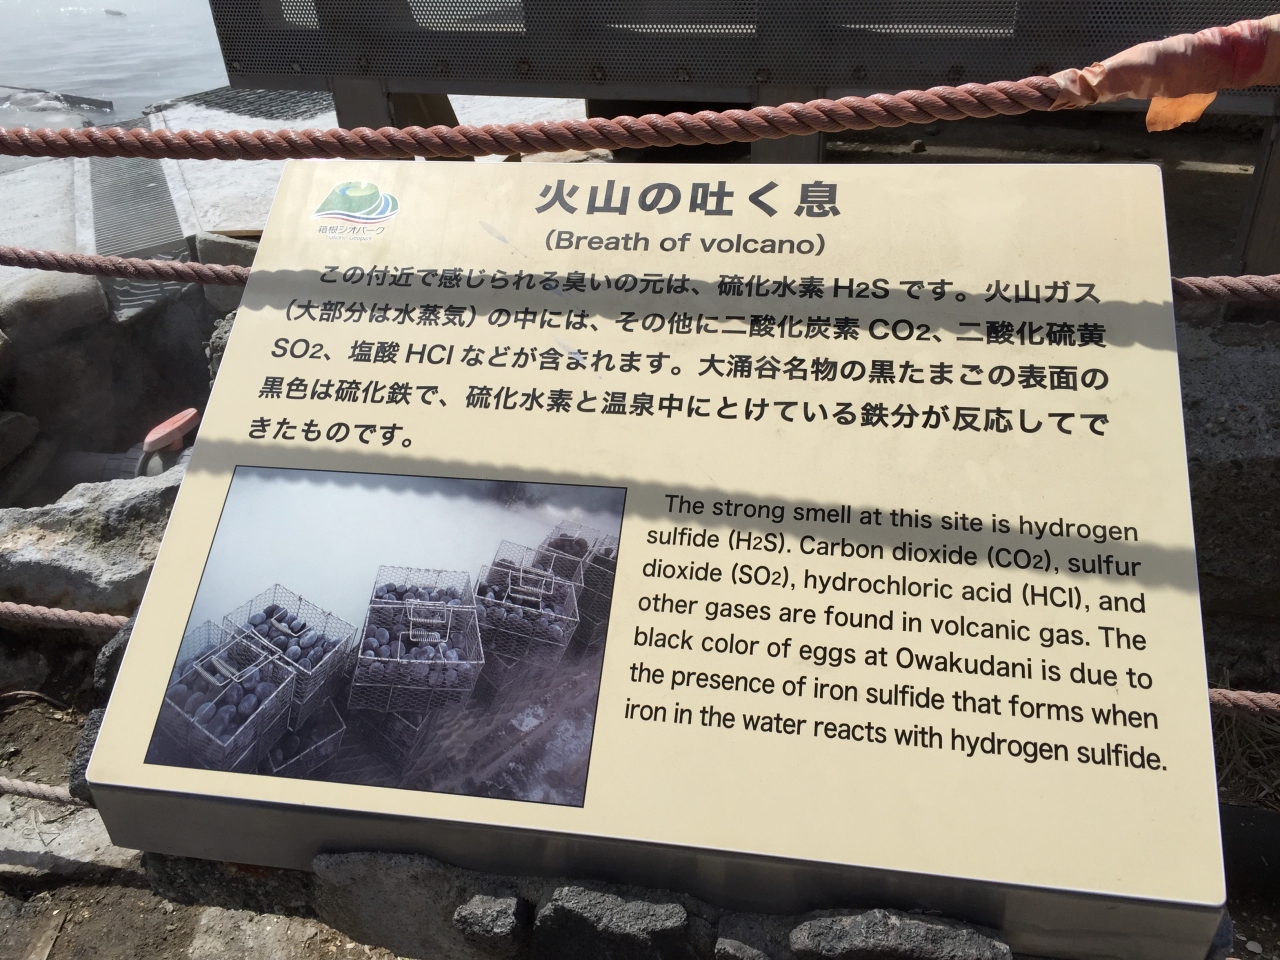 火山の吐く息
(Breath of volcano)
箱根ジオパーク
この付近で感じられる臭いの元は、硫化水素 H2S です。火山ガス
（大部分は水蒸気）の中には、その他に二酸化炭素 CO2、二酸化硫黄
SO2、塩酸 HCl などが含まれます。大涌谷名物の黒たまごの表面の
黒色は硫化鉄で、硫化水素と温泉中にとけている鉄分が反応してで
きたものです。
The strong smell at this site is hydrogen
sulfide (H2S). Carbon dioxide (CO2), sulfur
dioxide (SO2), hydrochloric acid (HCl), and
other gases are found in volcanic gas. The
black color of eggs at Owakudani is due to
the presence of iron sulfide that forms when
iron in the water reacts with hydrogen sulfide.